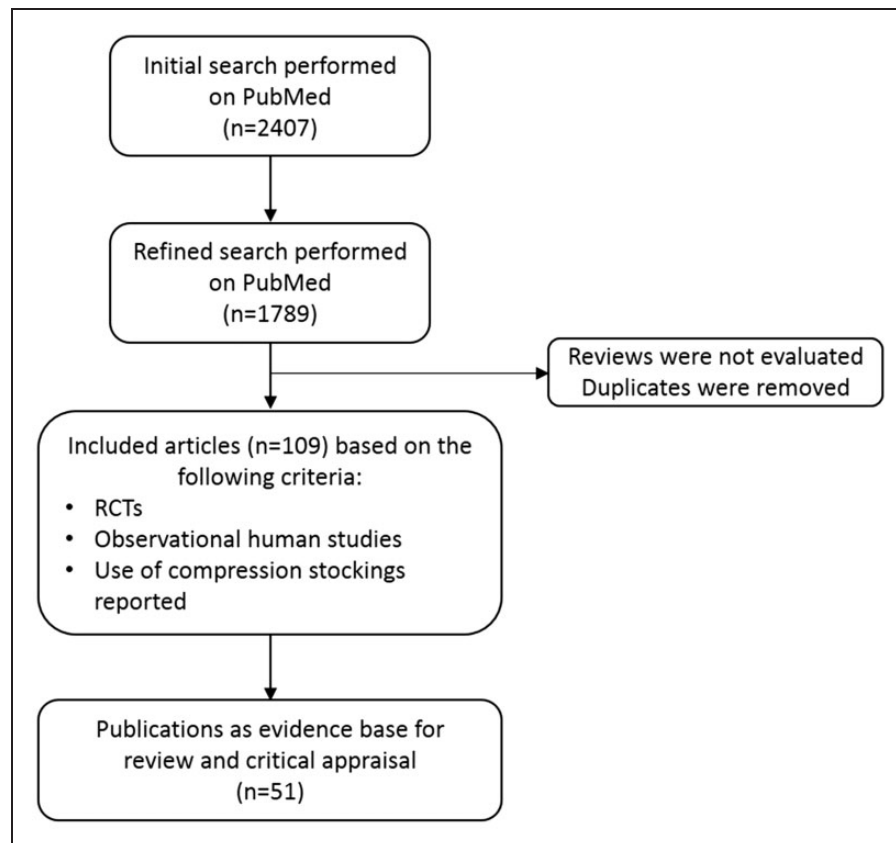 Initial search performed
on PubMed
(n=2407)
Refined search performed
on PubMed
(n=1789)
Reviews were not evaluated
Duplicates were removed
Included articles (n=109) based on the
following criteria:
• RCTs
• Observational human studies
• Use of compression stockings
reported
Publications as evidence base for
review and critical appraisal
(n=51)